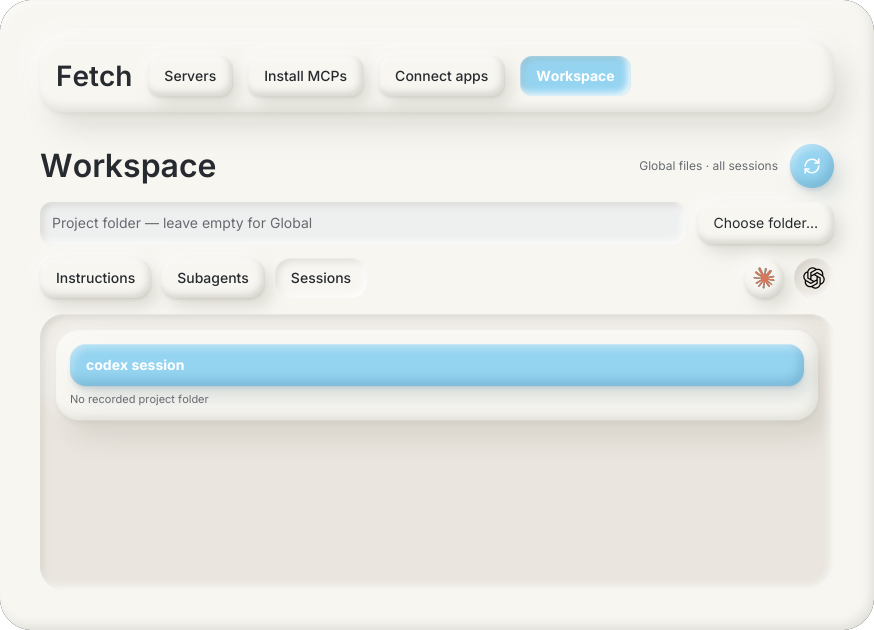 Fetch
Servers
Install MCPs
Connect apps
Workspace
Workspace
Global files · all sessions
Project folder — leave empty for Global
Choose folder...
Instructions
Subagents
Sessions
codex session
No recorded project folder